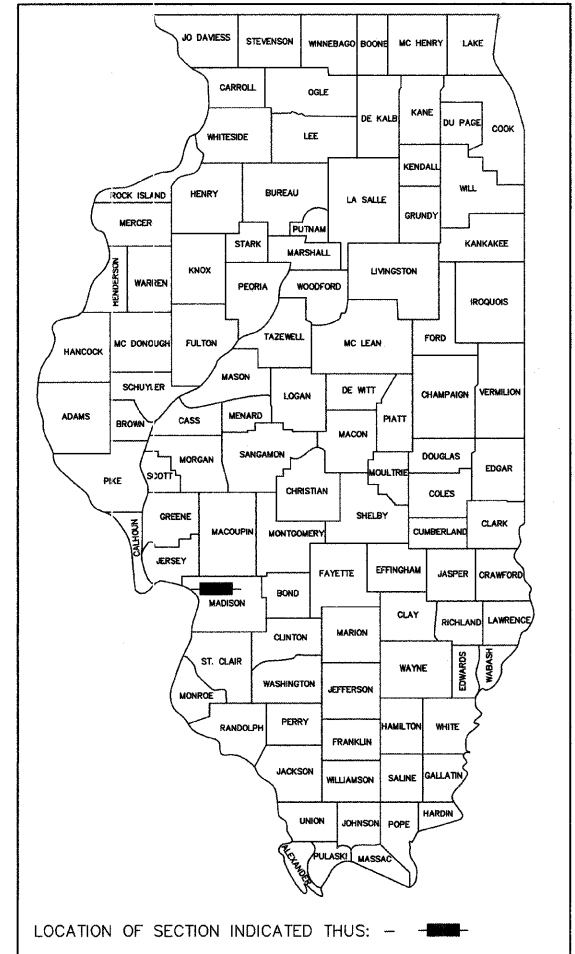 JO DAVIESS STEVENSON WINNEBAGO BOONE MC HENRY LAKE
CARROLL OGLE DE KALB KANE DU PAGE COOK
WHITESIDE LEE
KENDALL WILL
ROCK ISLAND HENRY BUREAU LA SALLE
PUTNAM GRUNDY
MERCER
STARK MARSHALL KANKAKEE
HENDERSON WARREN KNOX PEORIA WOODFORD LIVINGSTON
IROQUOIS
HANCOCK MC DONOUGH FULTON TAZEWELL MC LEAN FORD
MASON
SCHUYLER LOGAN DE WITT CHAMPAIGN VERMILION
ADAMS BROWN CASS MENARD MACON PIATT
MORGAN SANGAMON DOUGLAS EDGAR
PIKE SCOTT CHRISTIAN MOULTRIE COLES
GREENE MACOUPIN MONTGOMERY SHELBY CUMBERLAND CLARK
CALHOUN JERSEY FAYETTE EFFINGHAM JASPER CRAWFORD
MADISON BOND CLAY RICHLAND LAWRENCE
CLINTON MARION
ST. CLAIR WAYNE EDWARDS WABASH
WASHINGTON JEFFERSON
MONROE
RANDOLPH PERRY HAMILTON WHITE
FRANKLIN
JACKSON WILLIAMSON SALINE GALLATIN
UNION JOHNSON POPE HARDIN
ALEXANDER PULASKI MASSAC
LOCATION OF SECTION INDICATED THUS: –